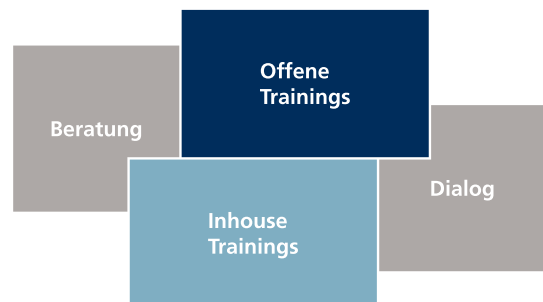 Offene
Trainings
Beratung
Dialog
Inhouse
Trainings